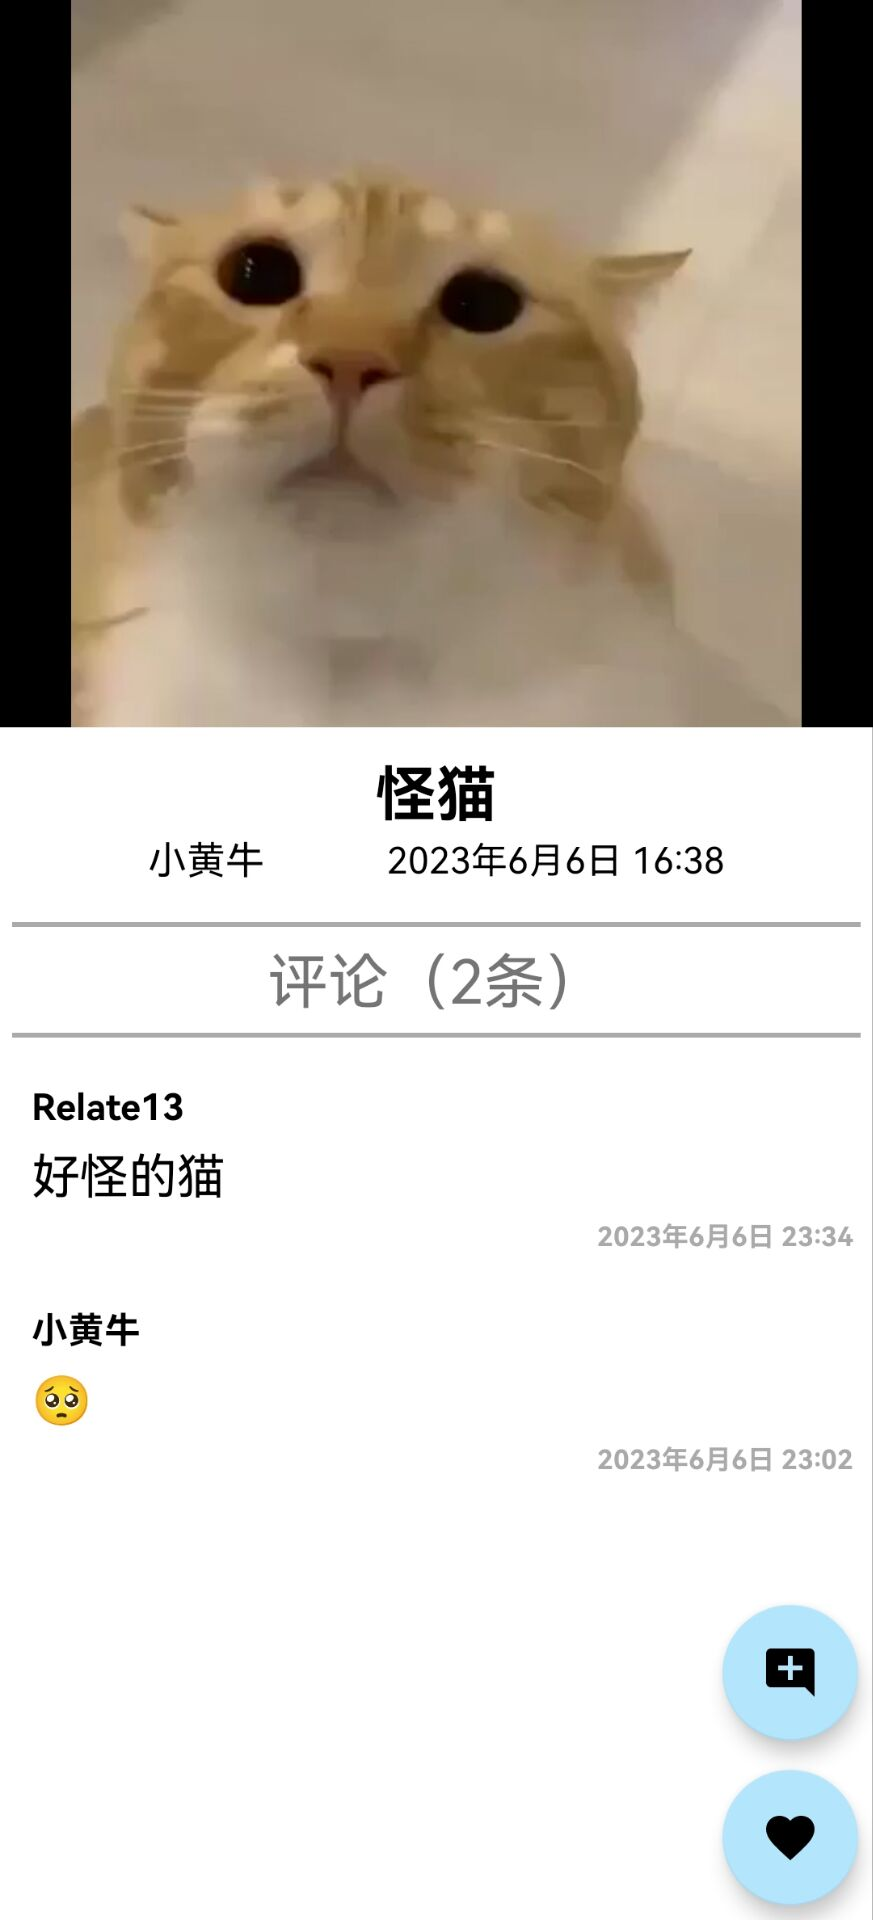 怪猫
小黄牛 2023年6月6日 16:38
评论（2条）
Relate13
好怪的猫
2023年6月6日 23:34
小黄牛
🥺
2023年6月6日 23:02